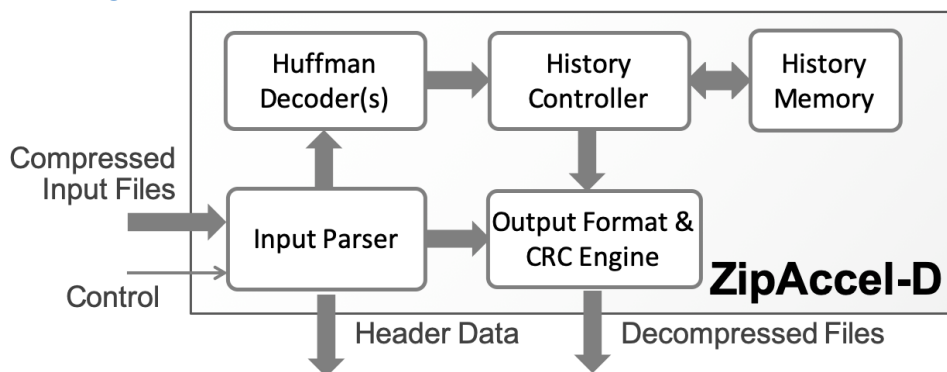 Huffman
Decoder(s)
History
Controller
History
Memory
Compressed
Input Files
Input Parser
Output Format &
CRC Engine
ZipAccel-D
Control
Header Data
Decompressed Files